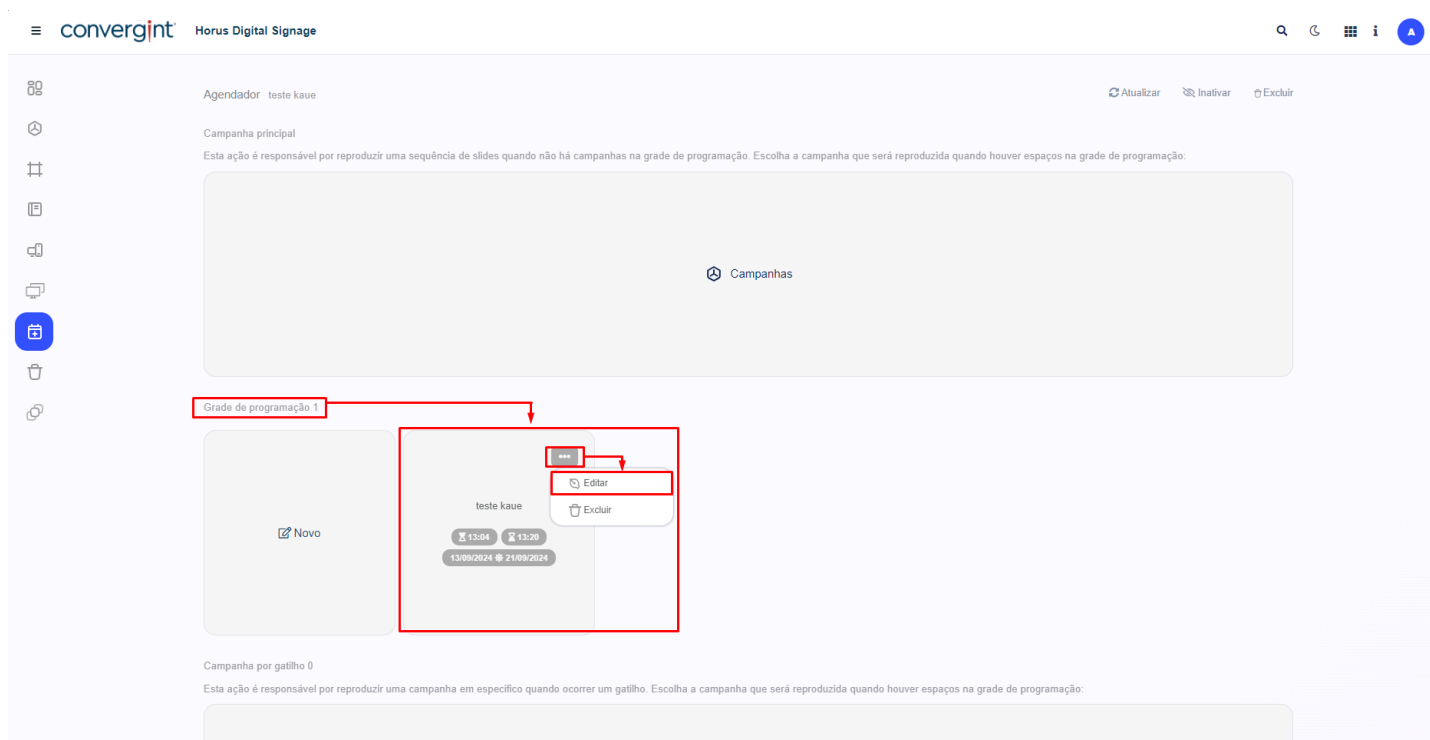 convergint Horus Digital Signage
A
Agendador teste kaue
Atualizar Inativar Excluir
Campanha principal
Esta ação é responsável por reproduzir uma sequência de slides quando não há campanhas na grade de programação. Escolha a campanha que será reproduzida quando houver espaços na grade de programação:
Campanhas
Grade de programação 1
Novo
teste kaue
13:04 13:20
13/09/2024 21/09/2024
Editar
Excluir
Campanha por gatilho 0
Esta ação é responsável por reproduzir uma campanha em especifico quando ocorrer um gatilho. Escolha a campanha que será reproduzida quando houver espaços na grade de programação: